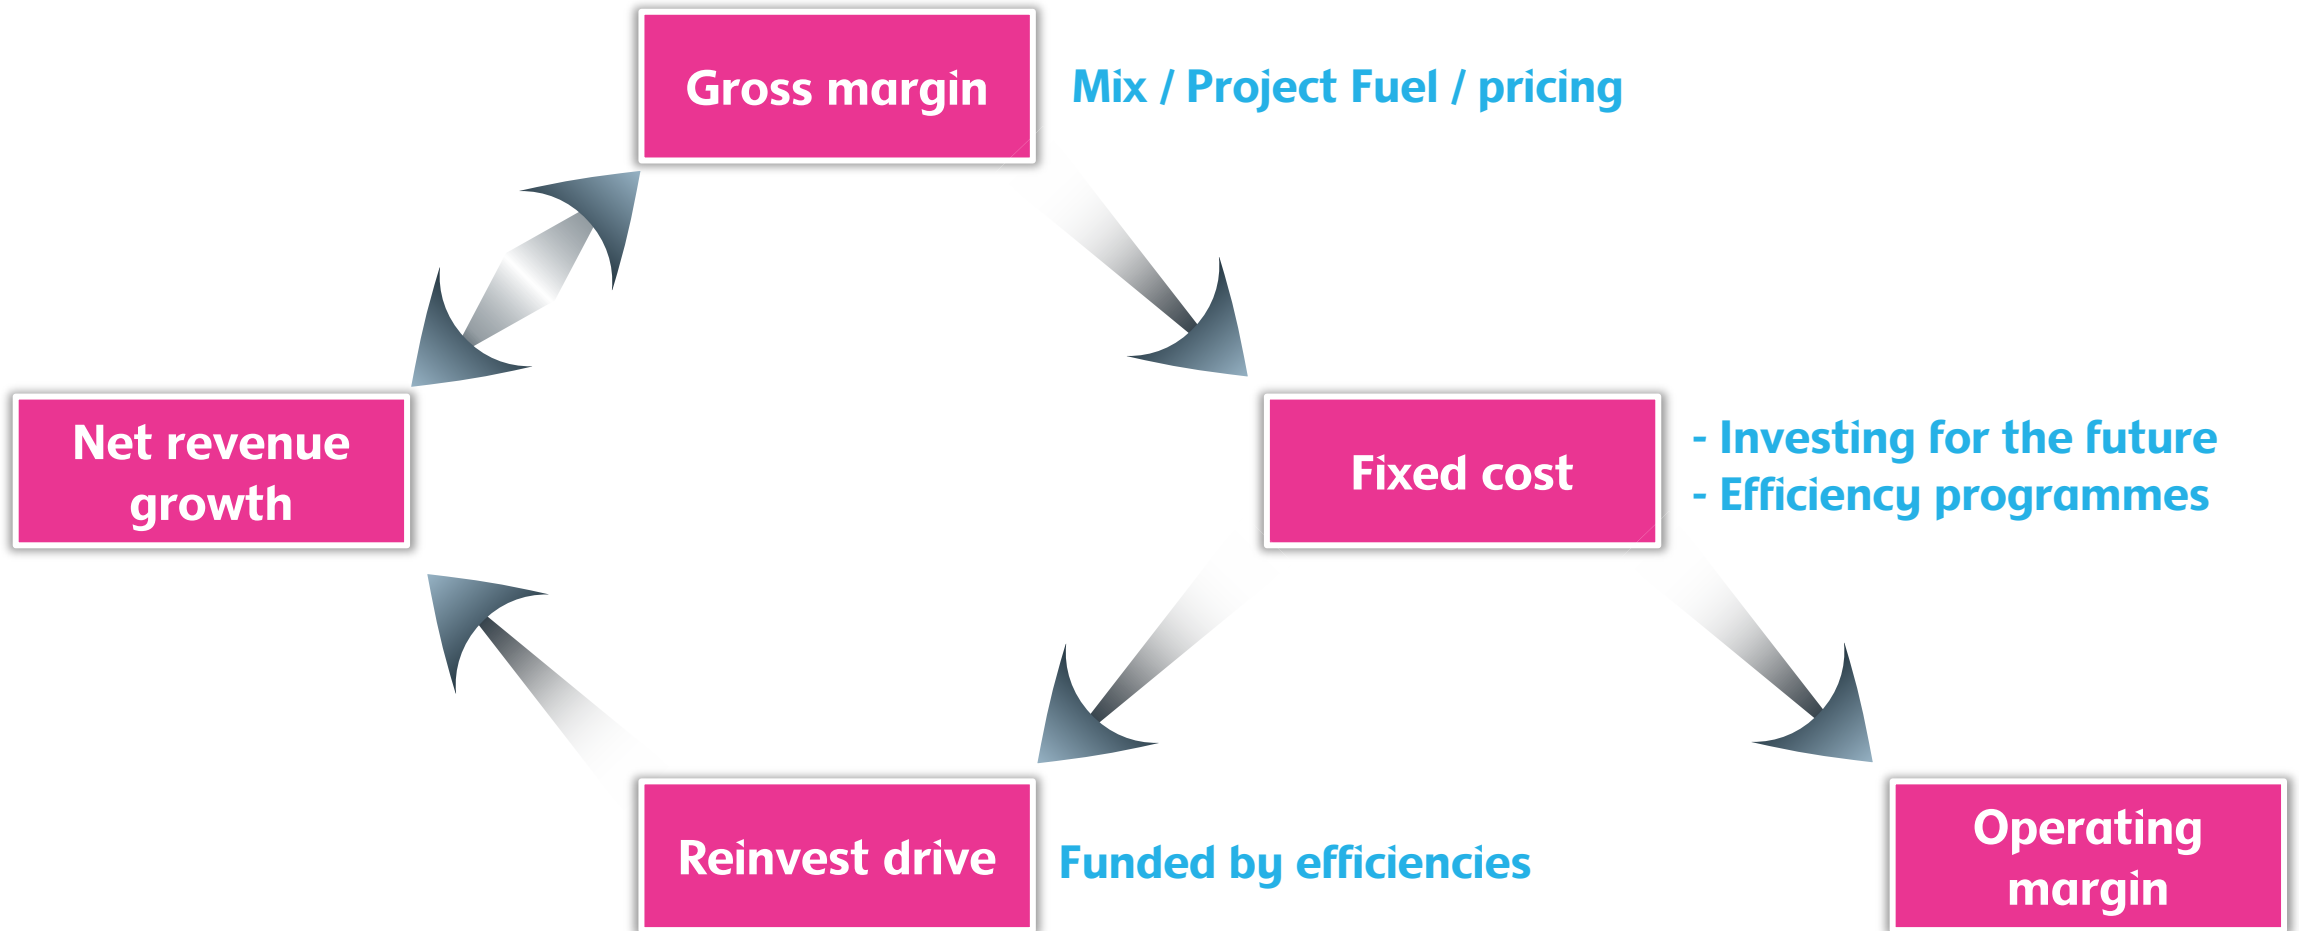 Gross margin
Mix / Project Fuel / pricing
Net revenue
growth
Fixed cost
- Investing for the future
- Efficiency programmes
Reinvest drive
Funded by efficiencies
Operating
margin